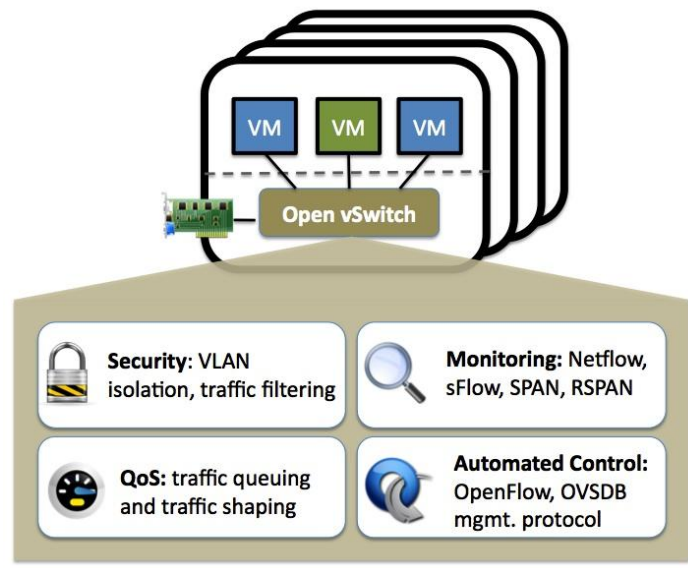 VM
VM
VM
Open vSwitch
Security: VLAN
isolation, traffic filtering
Monitoring: Netflow,
sFlow, SPAN, RSPAN
QoS: traffic queuing
and traffic shaping
Automated Control:
OpenFlow, OVSDB
mgmt. protocol